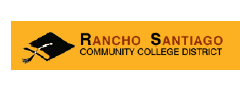 RANCHO SANTIAGO
COMMUNITY COLLEGE DISTRICT